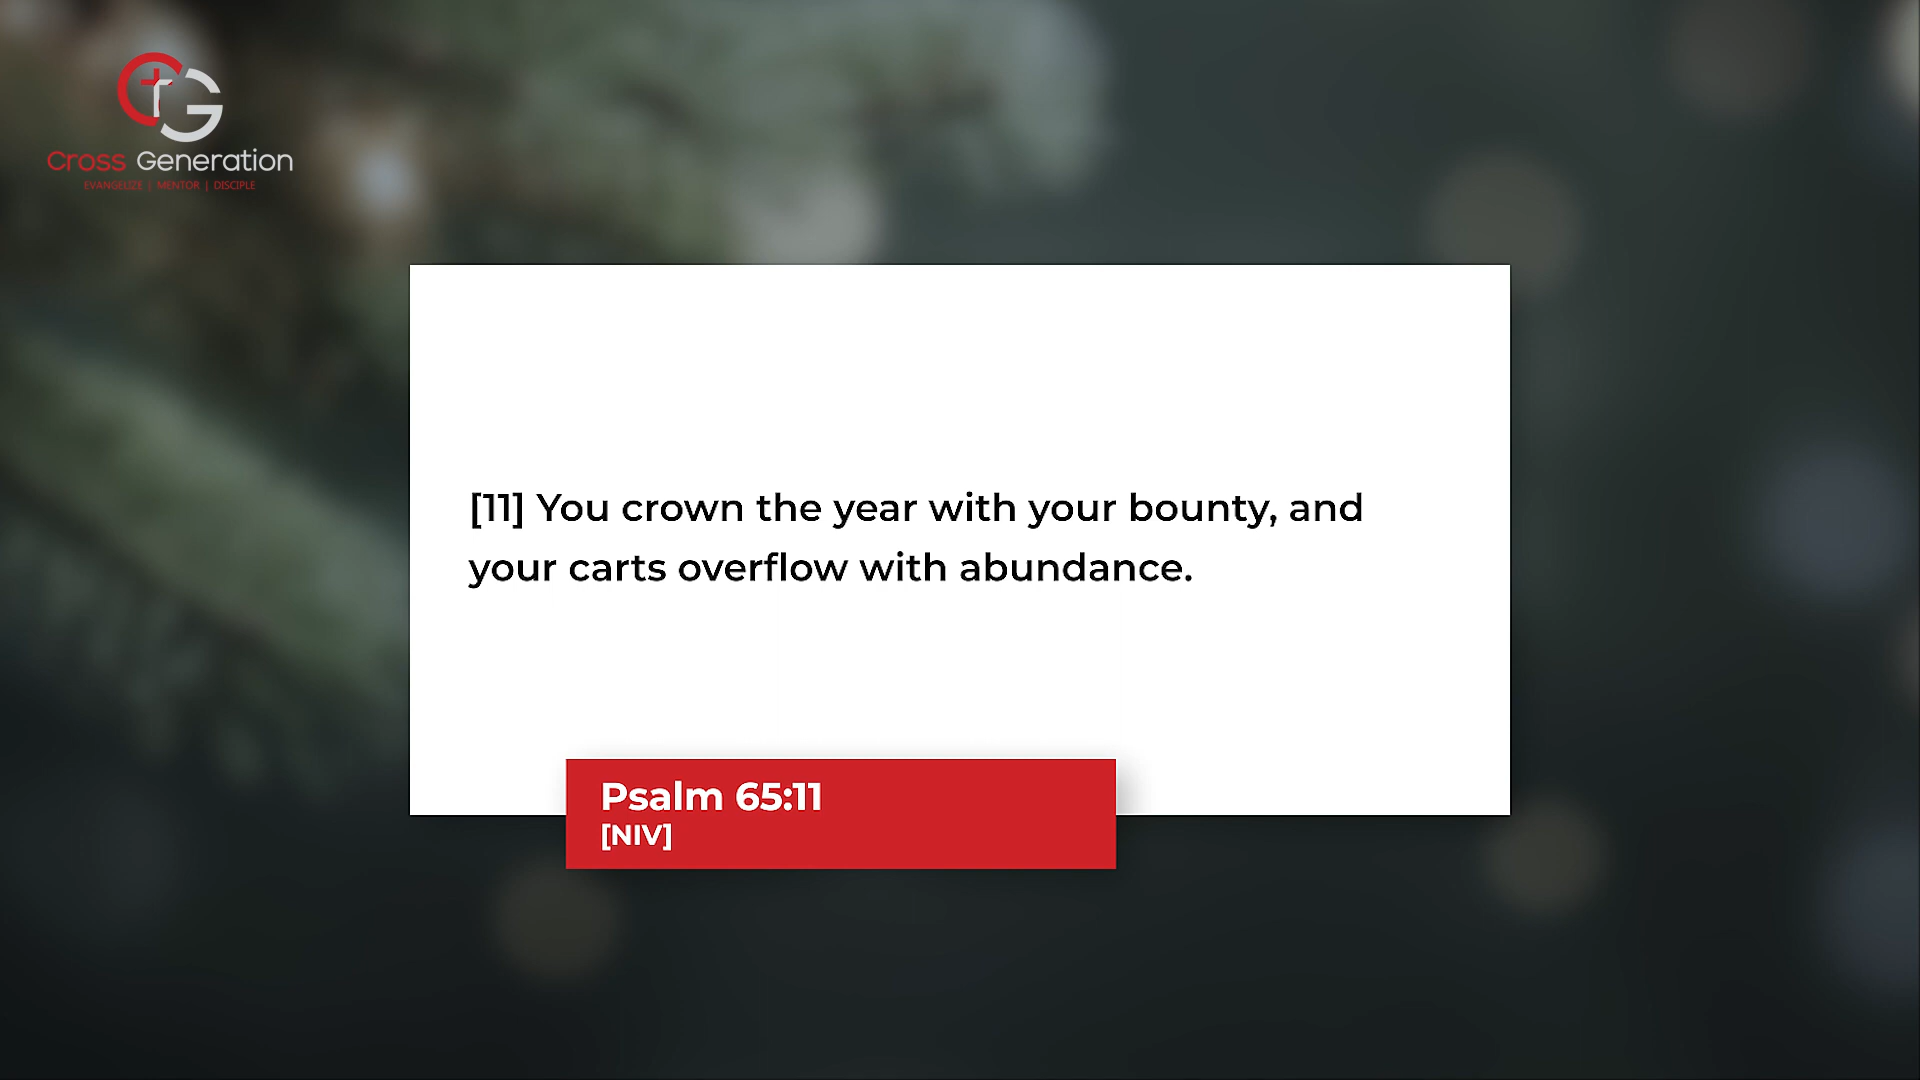 CG
Cross Generation
EVANGELIZE | MENTOR | DISCIPLE
[11] You crown the year with your bounty, and
your carts overflow with abundance.
Psalm 65:11
[NIV]